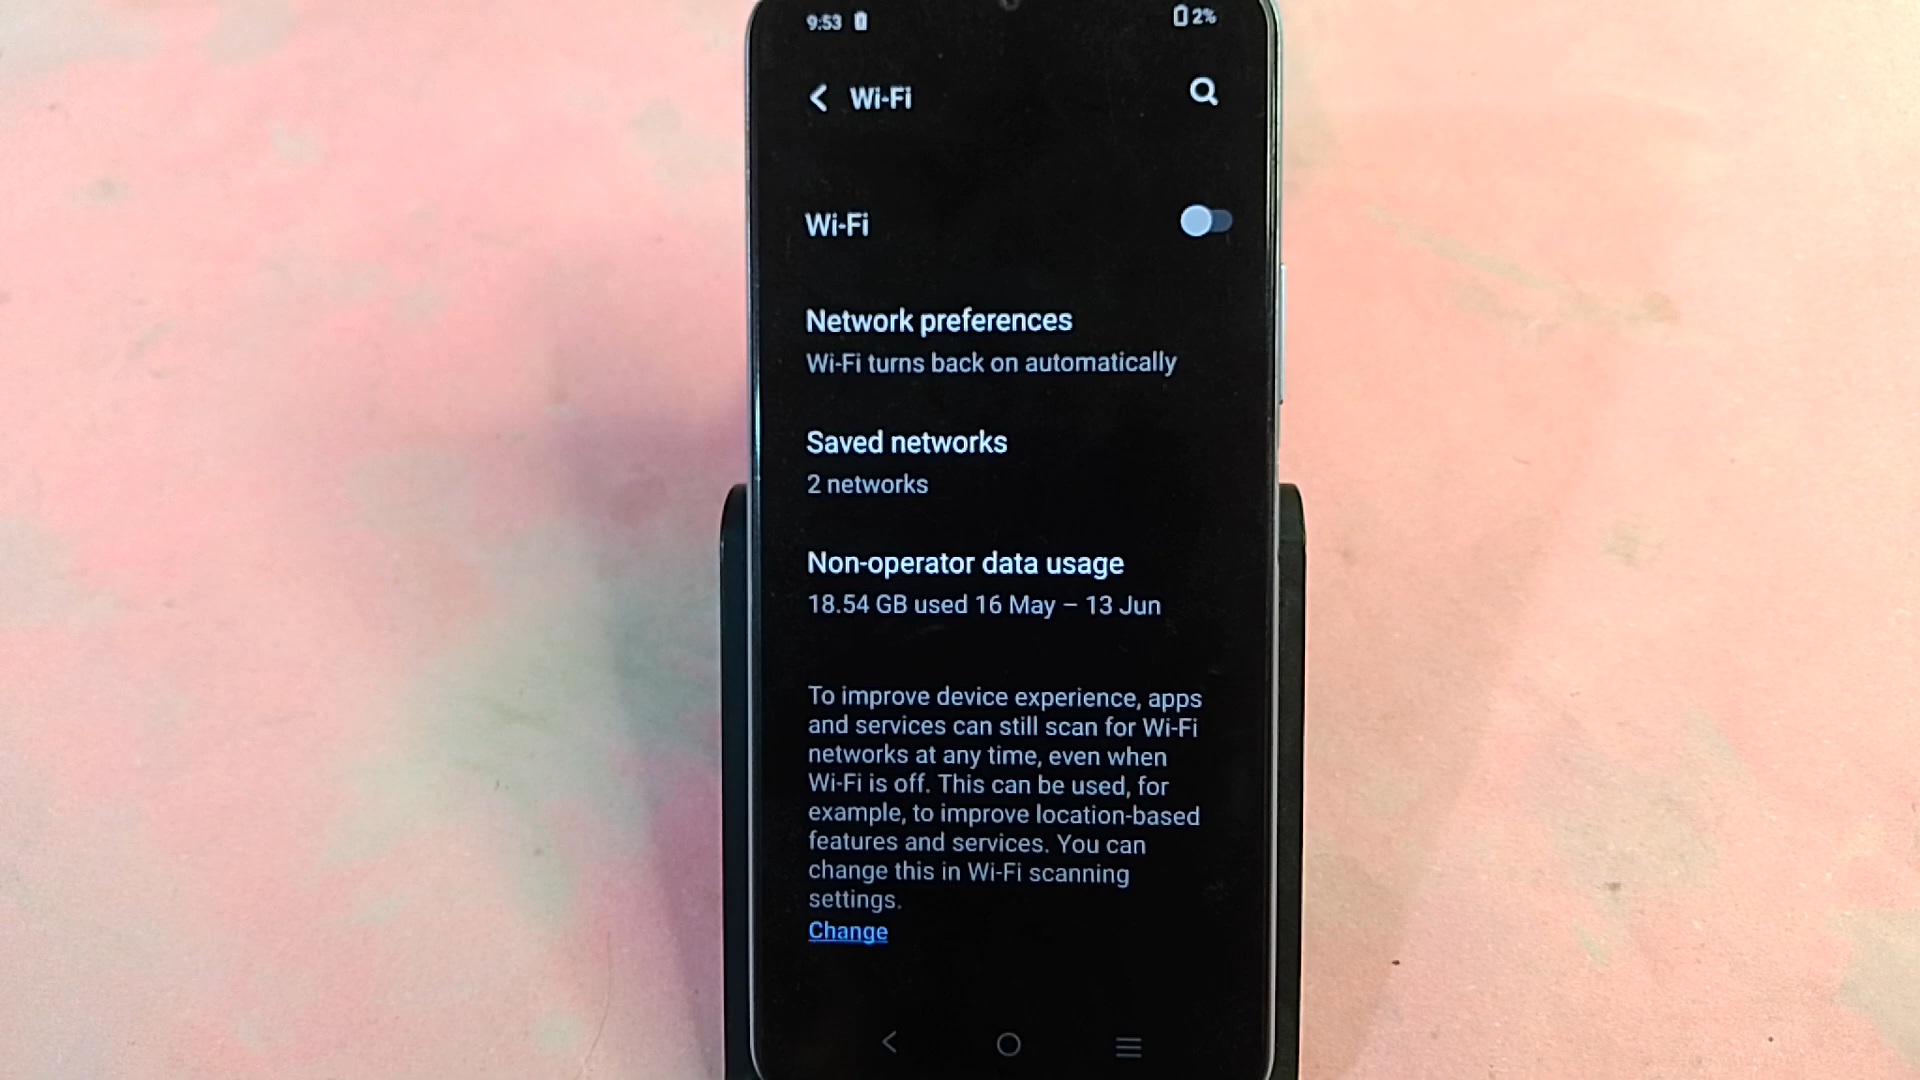 9:53 2%
Wi-Fi
Wi-Fi
Network preferences
Wi-Fi turns back on automatically
Saved networks
2 networks
Non-operator data usage
18.54 GB used 16 May – 13 Jun
To improve device experience, apps
and services can still scan for Wi-Fi
networks at any time, even when
Wi-Fi is off. This can be used, for
example, to improve location-based
features and services. You can
change this in Wi-Fi scanning
settings.
Change